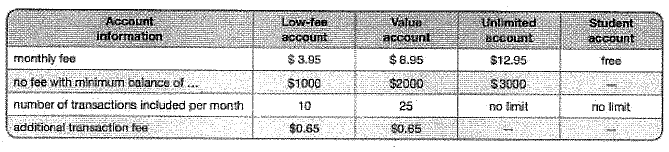 Account information Low-fee account Value account Unlimited account Student account
monthly fee $ 3.95 $ 8.95 $12.95 free
no fee with minimum balance of ... $1000 $2000 $3000 —
number of transactions included per month 10 25 no limit no limit
additional transaction fee $0.65 $0.65 — —